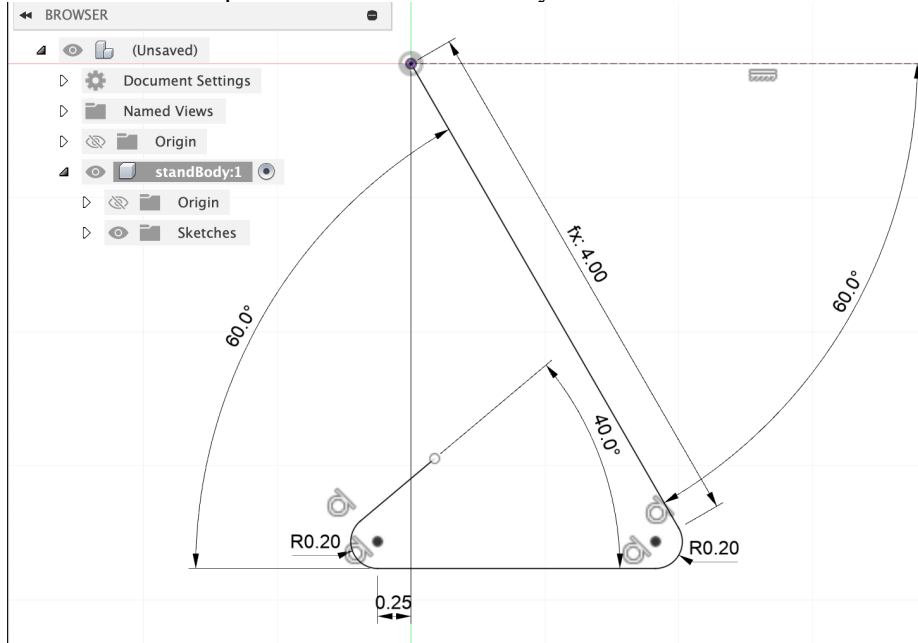 BROWSER
(Unsaved)
Document Settings
Named Views
Origin
standBody:1
Origin
Sketches
fx: 4.00
60.0°
60.0°
40.0°
R0.20
R0.20
0.25